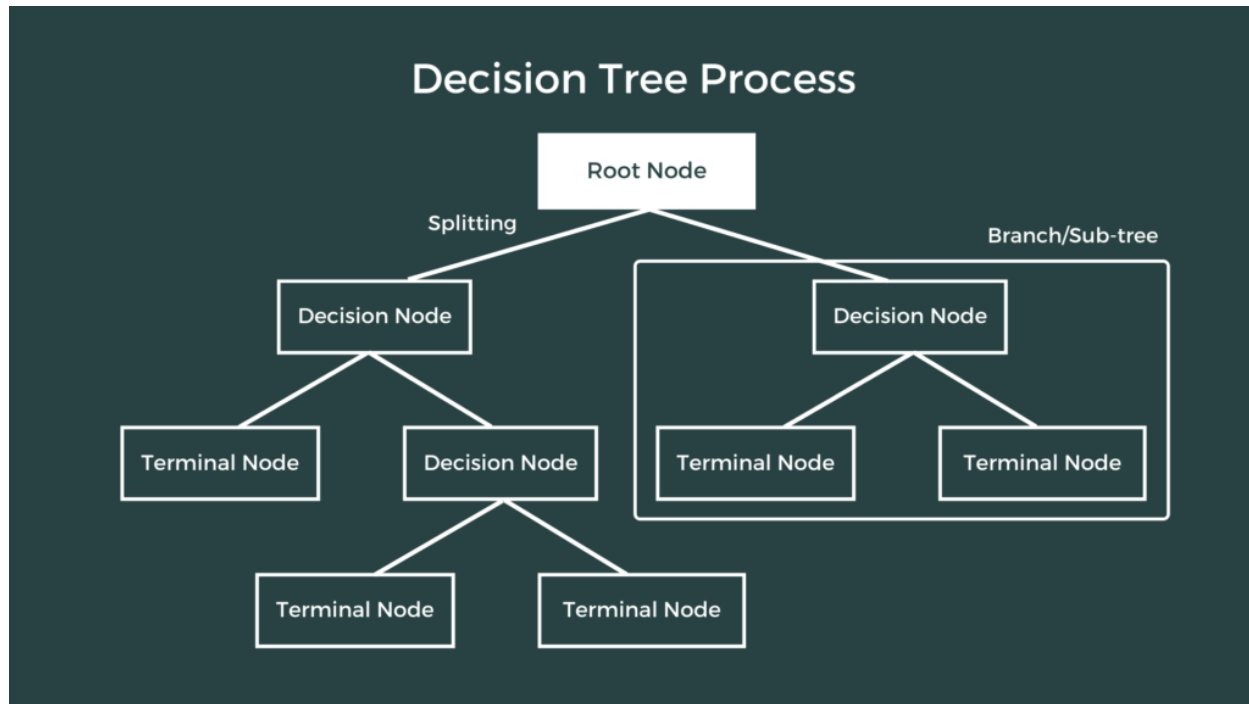 Decision Tree Process
Root Node
Splitting
Branch/Sub-tree
Decision Node
Decision Node
Terminal Node
Decision Node
Terminal Node
Terminal Node
Terminal Node
Terminal Node